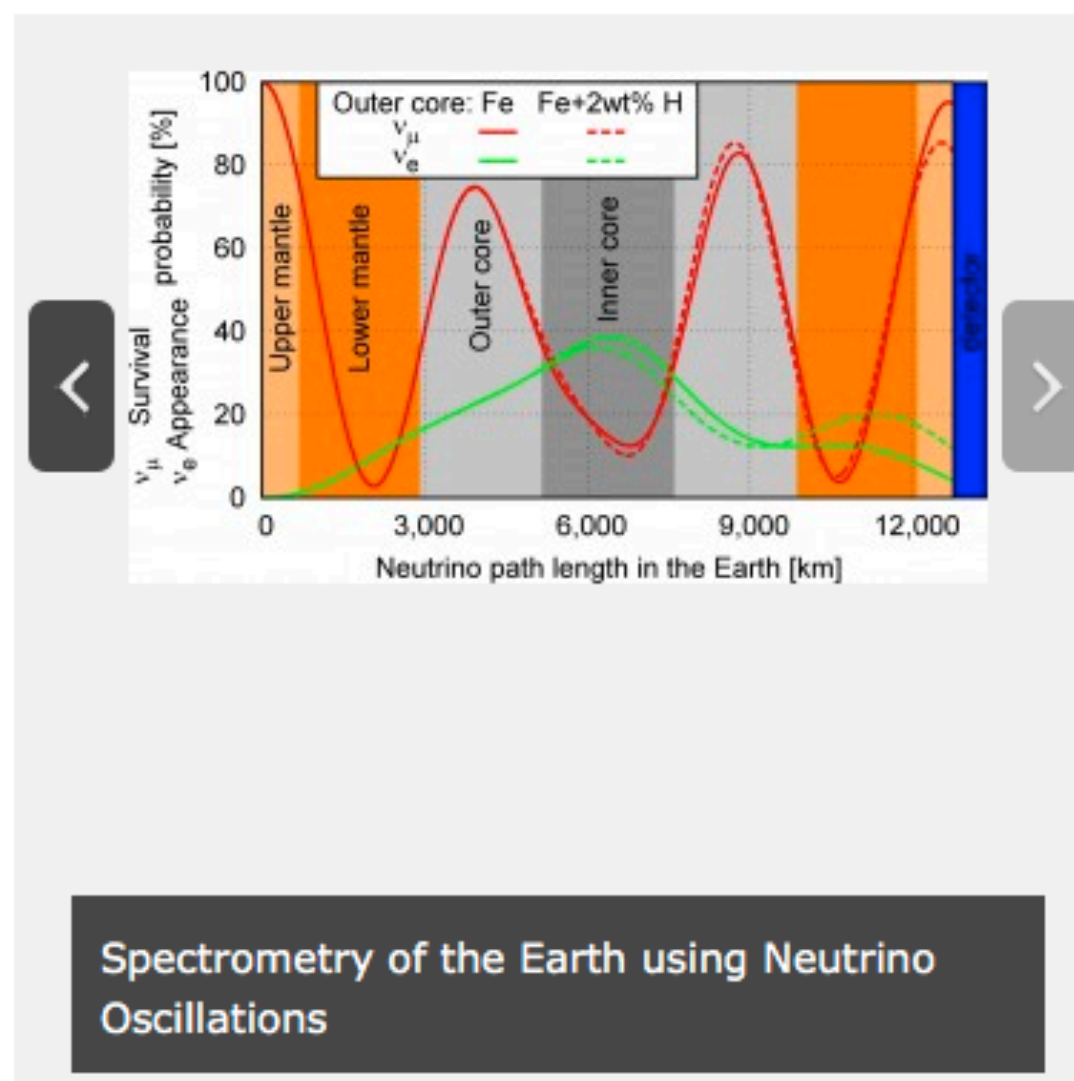 100
80
60
40
20
0
νμ Survival
νe Appearance probability [%]
Outer core: Fe Fe+2wt% H
νμ
νe
Upper mantle
Lower mantle
Outer core
Inner core
detector
0 3,000 6,000 9,000 12,000
Neutrino path length in the Earth [km]
Spectrometry of the Earth using Neutrino
Oscillations